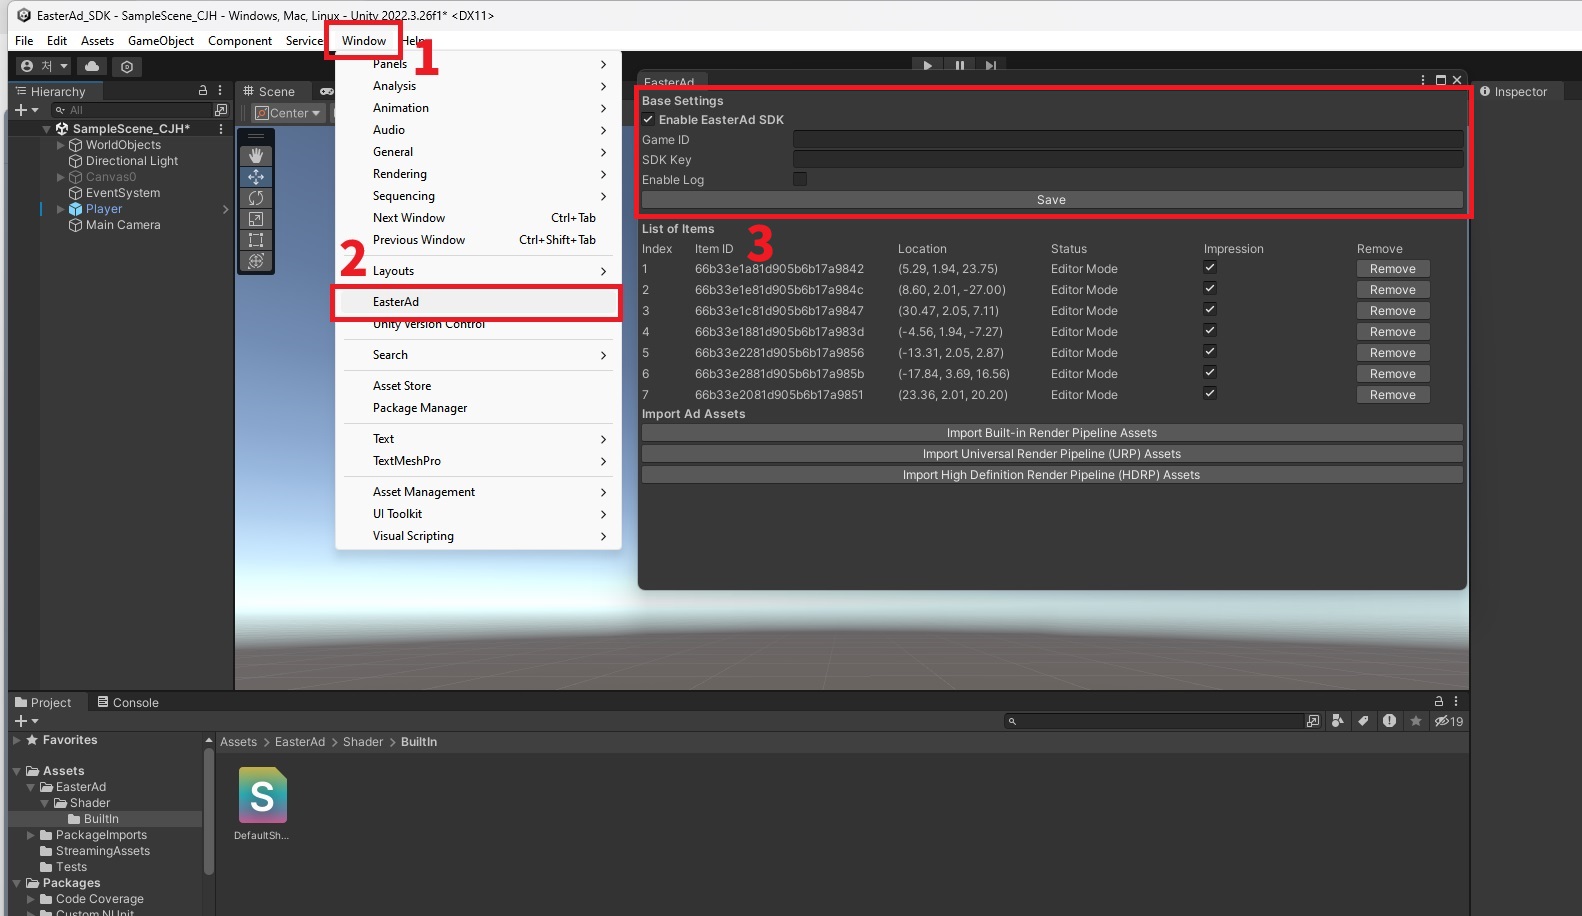 EasterAd_SDK - SampleScene_CJH - Windows, Mac, Linux - Unity 2022.3.26f1* <DX11>
File Edit Assets GameObject Component Service Window Help
1
처
Hierarchy
All
SampleScene_CJH*
WorldObjects
Directional Light
Canvas0
EventSystem
Player
Main Camera
Scene
Center
Panels
Analysis
Animation
Audio
General
Rendering
Sequencing
Next Window Ctrl+Tab
Previous Window Ctrl+Shift+Tab
2
Layouts
EasterAd
Unity Version Control
Search
Asset Store
Package Manager
Text
TextMeshPro
Asset Management
UI Toolkit
Visual Scripting
EasterAd
Base Settings
Enable EasterAd SDK
Game ID
SDK Key
Enable Log
Save
3
List of Items
Index Item ID Location Status Impression Remove
1 66b33e1a81d905b6b17a9842 (5.29, 1.94, 23.75) Editor Mode Remove
2 66b33e1e81d905b6b17a984c (8.60, 2.01, -27.00) Editor Mode Remove
3 66b33e1c81d905b6b17a9847 (30.47, 2.05, 7.11) Editor Mode Remove
4 66b33e1881d905b6b17a983d (-4.56, 1.94, -7.27) Editor Mode Remove
5 66b33e2281d905b6b17a9856 (-13.31, 2.05, 2.87) Editor Mode Remove
6 66b33e2881d905b6b17a985b (-17.84, 3.69, 16.56) Editor Mode Remove
7 66b33e2081d905b6b17a9851 (23.36, 2.01, 20.20) Editor Mode Remove
Import Ad Assets
Import Built-in Render Pipeline Assets
Import Universal Render Pipeline (URP) Assets
Import High Definition Render Pipeline (HDRP) Assets
Inspector
Project Console
19
Favorites
Assets
EasterAd
Shader
BuiltIn
PackageImports
StreamingAssets
Tests
Packages
Code Coverage
Custom NUnit
Assets > EasterAd > Shader > BuiltIn
S
DefaultSh...